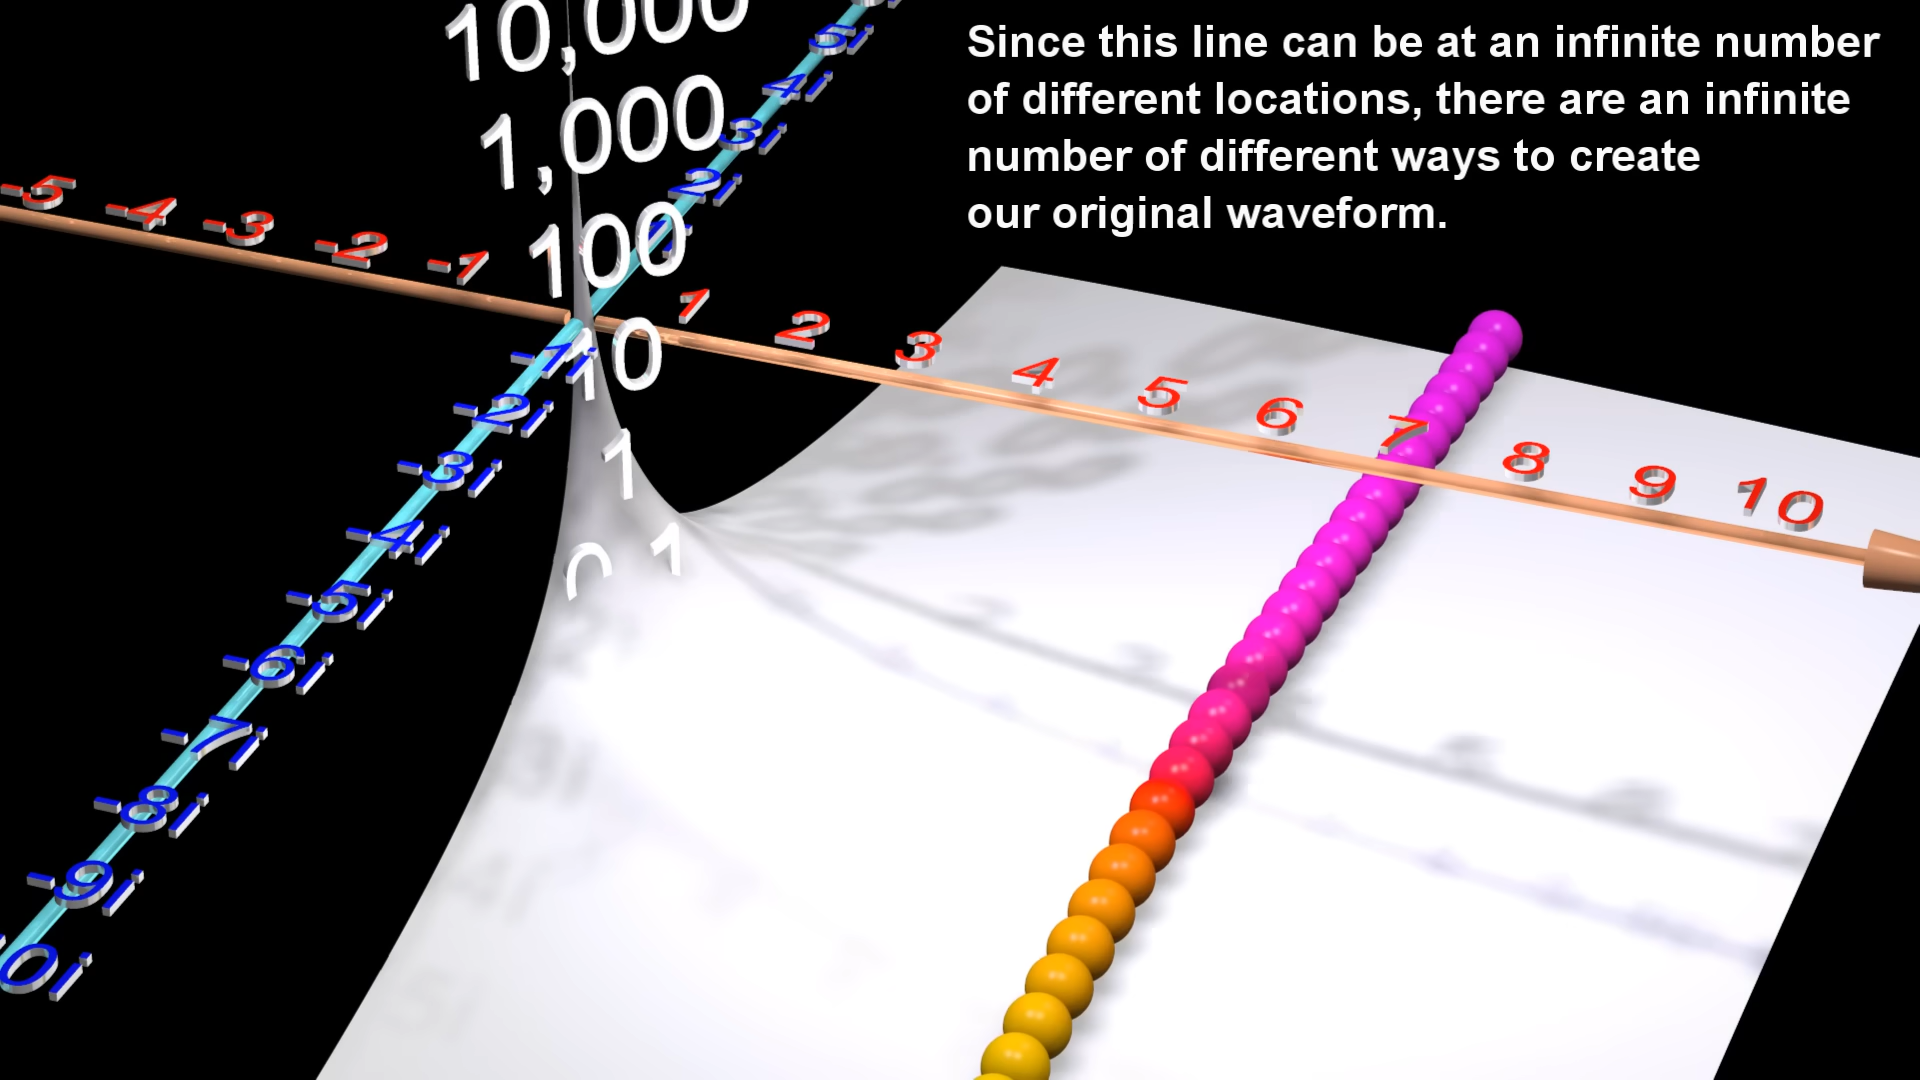 Since this line can be at an infinite number
of different locations, there are an infinite
number of different ways to create
our original waveform.
10,000
1,000
100
10
1
0
1
-5 -4 -3 -2 -1 1 2 3 4 5 6 7 8 9 10
5i
4i
3i
2i
-1i
-2i
-3i
-4i
-5i
-6i
-7i
-8i
-9i
0i